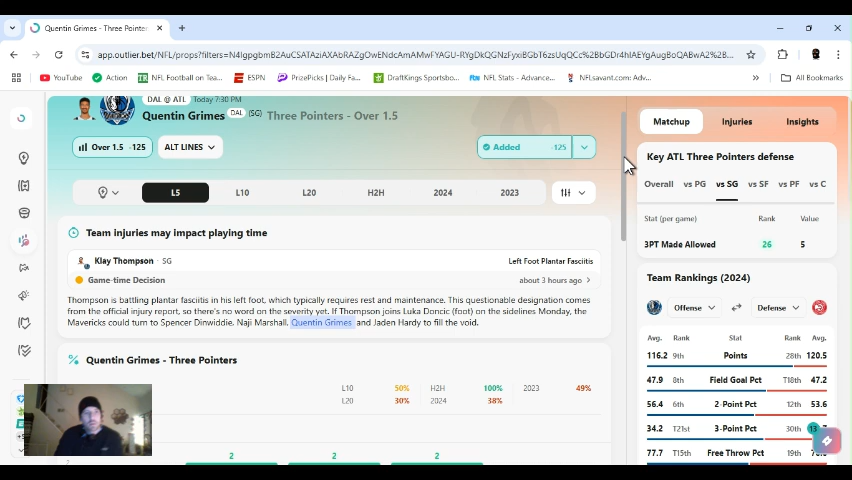 Quentin Grimes - Three Pointers
app.outlier.bet/NFL/props?filters=
YouTube
Action
NFL Football on Tea...
ESPN
PrizePicks | Daily Fa...
DraftKings Sportsbo...
NFL Stats - Advance...
NFLsavant.com: Adv...
All Bookmarks
DAL @ ATL Today 7:30 PM
Quentin Grimes DAL (SG) Three Pointers - Over 1.5
Over 1.5 -125
ALT LINES
Added -125
L5 L10 L20 H2H 2024 2023
Team injuries may impact playing time
Klay Thompson · SG
Left Foot Plantar Fasciitis
Game-time Decision
about 3 hours ago
Thompson is battling plantar fasciitis in his left foot, which typically requires rest and maintenance. This questionable designation comes
from the official injury report, so there's no word on the severity yet. If Thompson joins Luka Doncic (foot) on the sidelines Monday, the
Mavericks could turn to Spencer Dinwiddie, Naji Marshall, Quentin Grimes and Jaden Hardy to fill the void.
Quentin Grimes - Three Pointers
L10 50% H2H 100% 2023 49%
L20 30% 2024 38%
2 2 2
Matchup Injuries Insights
Key ATL Three Pointers defense
Overall vs PG vs SG vs SF vs PF vs C
Stat (per game) Rank Value
3PT Made Allowed 26 5
Team Rankings (2024)
Offense Defense
Avg. Rank Stat Rank Avg.
116.2 9th Points 28th 120.5
47.9 8th Field Goal Pct T18th 47.2
56.4 6th 2-Point Pct 12th 53.6
34.2 T21st 3-Point Pct 30th
77.7 T15th Free Throw Pct 19th